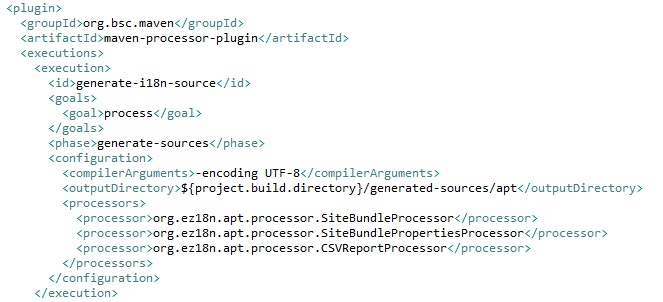 <plugin>
<groupId>org.bsc.maven</groupId>
<artifactId>maven-processor-plugin</artifactId>
<executions>
<execution>
<id>generate-i18n-source</id>
<goals>
<goal>process</goal>
</goals>
<phase>generate-sources</phase>
<configuration>
<compilerArguments>-encoding UTF-8</compilerArguments>
<outputDirectory>${project.build.directory}/generated-sources/apt</outputDirectory>
<processors>
<processor>org.ez18n.apt.processor.SiteBundleProcessor</processor>
<processor>org.ez18n.apt.processor.SiteBundlePropertiesProcessor</processor>
<processor>org.ez18n.apt.processor.CSVReportProcessor</processor>
</processors>
</configuration>
</execution>